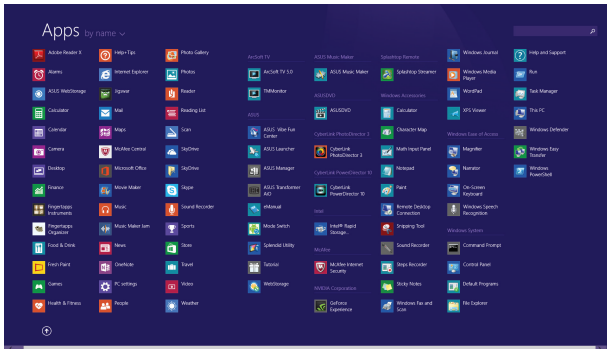 Apps by name
Adobe Reader X
Alarms
ASUS WebStorage
Calculator
Calendar
Camera
Desktop
Finance
Fingertapps
Instruments
Fingertapps
Organizer
Food & Drink
Fresh Paint
Games
Health & Fitness
Help+Tips
Internet Explorer
Jigsaw
Mail
Maps
McAfee Central
Microsoft Office
Movie Maker
Music
Music Maker Jam
News
OneNote
PC settings
People
Photo Gallery
Photos
Reader
Reading List
Scan
SkyDrive
SkyDrive
Skype
Sound Recorder
Sports
Store
Travel
Video
Weather
ArcSoft TV
ArcSoft TV 5.0
TMMonitor
ASUS
ASUS Vibe Fun
Center
ASUS Launcher
ASUS Manager
ASUS Transformer
AiO
eManual
Mode Switch
Splendid Utility
Tutorial
WebStorage
ASUS Music Maker
ASUS Music Maker
ASUSDVD
ASUSDVD
CyberLink PhotoDirector 3
CyberLink
PhotoDirector 3
CyberLink PowerDirector 10
CyberLink
PowerDirector 10
Intel
Intel® Rapid
Storage...
McAfee
McAfee Internet
Security
NVIDIA Corporation
GeForce
Experience
Splashtop Remote
Splashtop Streamer
Windows Accessories
Calculator
Character Map
Math Input Panel
Notepad
Paint
Remote Desktop
Connection
Snipping Tool
Sound Recorder
Steps Recorder
Sticky Notes
Windows Fax and
Scan
Windows Journal
Windows Media
Player
WordPad
XPS Viewer
Windows Ease of Access
Magnifier
Narrator
On-Screen
Keyboard
Windows Speech
Recognition
Windows System
Command Prompt
Control Panel
Default Programs
File Explorer
Help and Support
Run
Task Manager
This PC
Windows Defender
Windows Easy
Transfer
Windows
PowerShell